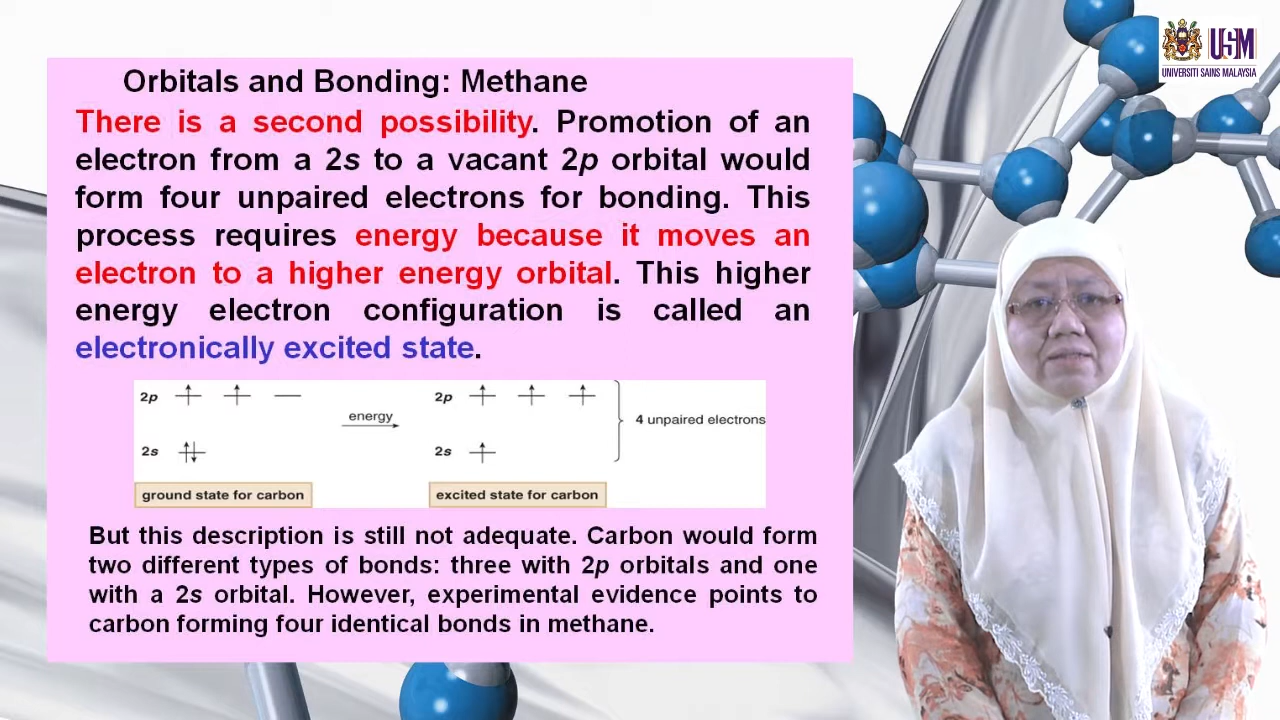 USM
UNIVERSITI SAINS MALAYSIA
Orbitals and Bonding: Methane
There is a second possibility. Promotion of an
electron from a 2s to a vacant 2p orbital would
form four unpaired electrons for bonding. This
process requires energy because it moves an
electron to a higher energy orbital. This higher
energy electron configuration is called an
electronically excited state.
2p
energy
2p
4 unpaired electrons
2s
2s
ground state for carbon
excited state for carbon
But this description is still not adequate. Carbon would form
two different types of bonds: three with 2p orbitals and one
with a 2s orbital. However, experimental evidence points to
carbon forming four identical bonds in methane.